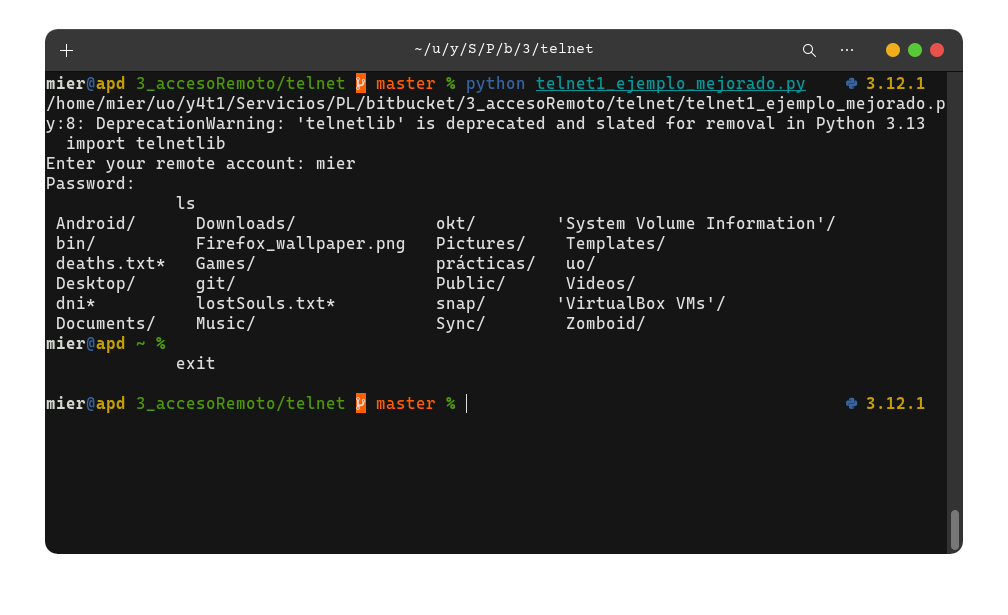 ~/u/y/S/P/b/3/telnet
mier@apd 3_accesoRemoto/telnet master % python telnet1_ejemplo_mejorado.py 3.12.1
/home/mier/uo/y4t1/Servicios/PL/bitbucket/3_accesoRemoto/telnet/telnet1_ejemplo_mejorado.p
y:8: DeprecationWarning: 'telnetlib' is deprecated and slated for removal in Python 3.13
import telnetlib
Enter your remote account: mier
Password:
ls
Android/ Downloads/ okt/ 'System Volume Information'/
bin/ Firefox_wallpaper.png Pictures/ Templates/
deaths.txt* Games/ prácticas/ uo/
Desktop/ git/ Public/ Videos/
dni* lostSouls.txt* snap/ 'VirtualBox VMs'/
Documents/ Music/ Sync/ Zomboid/
mier@apd ~ %
exit
mier@apd 3_accesoRemoto/telnet master % 3.12.1